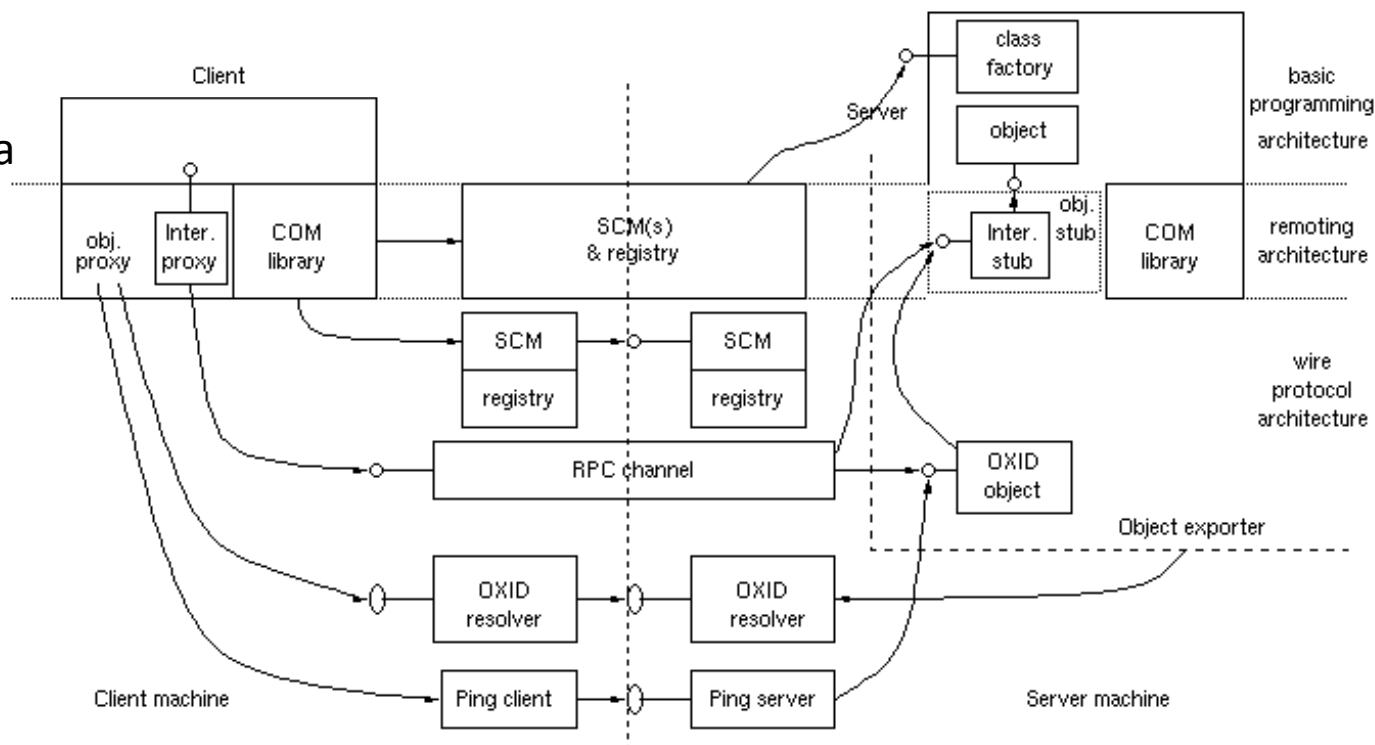 Client
a
obj.
proxy
Inter.
proxy
COM
library
SCM(s)
& registry
Server
class
factory
object
obj.
stub
Inter.
stub
COM
library
basic
programming
architecture
remoting
architecture
wire
protocol
architecture
SCM
registry
SCM
registry
RPC channel
OXID
object
Object exporter
OXID
resolver
OXID
resolver
Client machine
Ping client
Ping server
Server machine